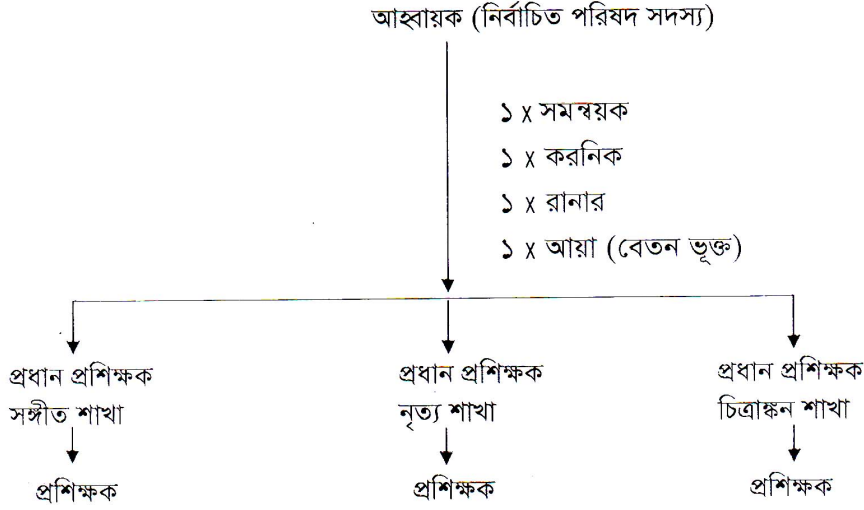 আহ্বায়ক (নির্বাচিত পরিষদ সদস্য)
১ x সমন্বয়ক
১ x করনিক
১ x রানার
১ x আয়া (বেতন ভূক্ত)
প্রধান প্রশিক্ষক
সঙ্গীত শাখা
প্রধান প্রশিক্ষক
নৃত্য শাখা
প্রধান প্রশিক্ষক
চিত্রাঙ্কন শাখা
প্রশিক্ষক
প্রশিক্ষক
প্রশিক্ষক